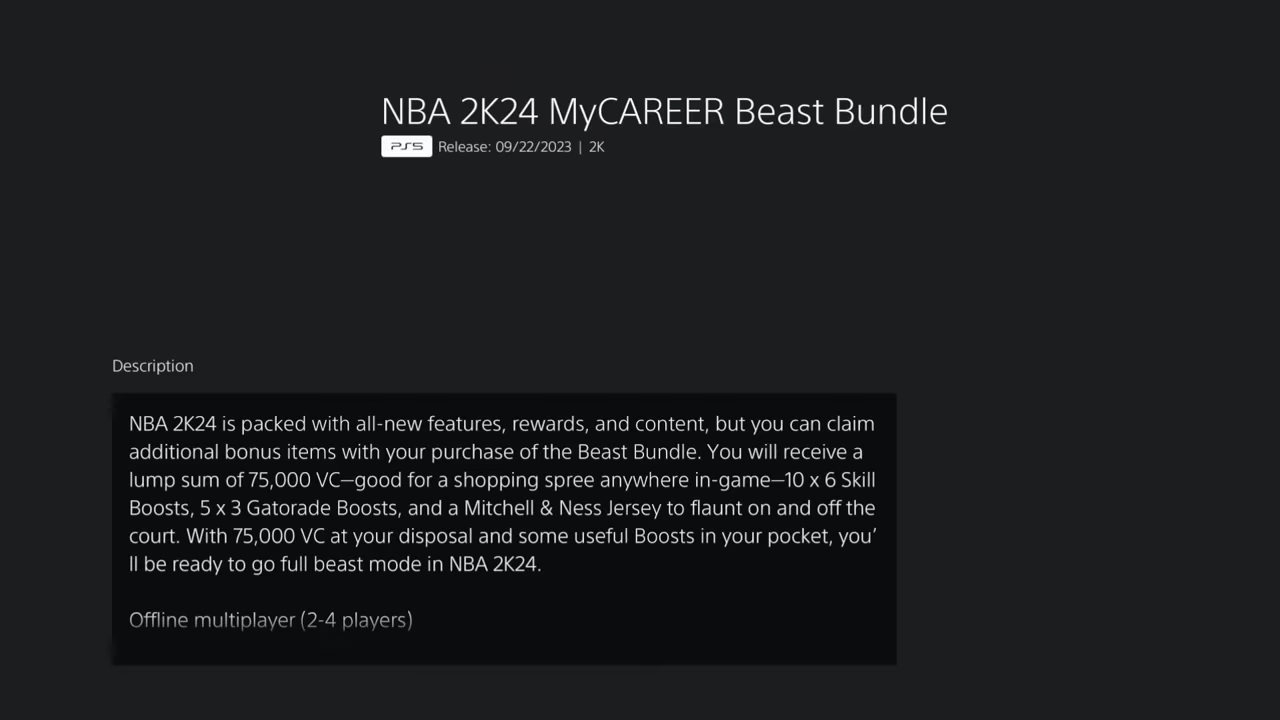 NBA 2K24 MyCAREER Beast Bundle
PS5 Release: 09/22/2023 | 2K
Description
NBA 2K24 is packed with all-new features, rewards, and content, but you can claim
additional bonus items with your purchase of the Beast Bundle. You will receive a
lump sum of 75,000 VC—good for a shopping spree anywhere in-game—10 x 6 Skill
Boosts, 5 x 3 Gatorade Boosts, and a Mitchell & Ness Jersey to flaunt on and off the
court. With 75,000 VC at your disposal and some useful Boosts in your pocket, you’
ll be ready to go full beast mode in NBA 2K24.
Offline multiplayer (2-4 players)